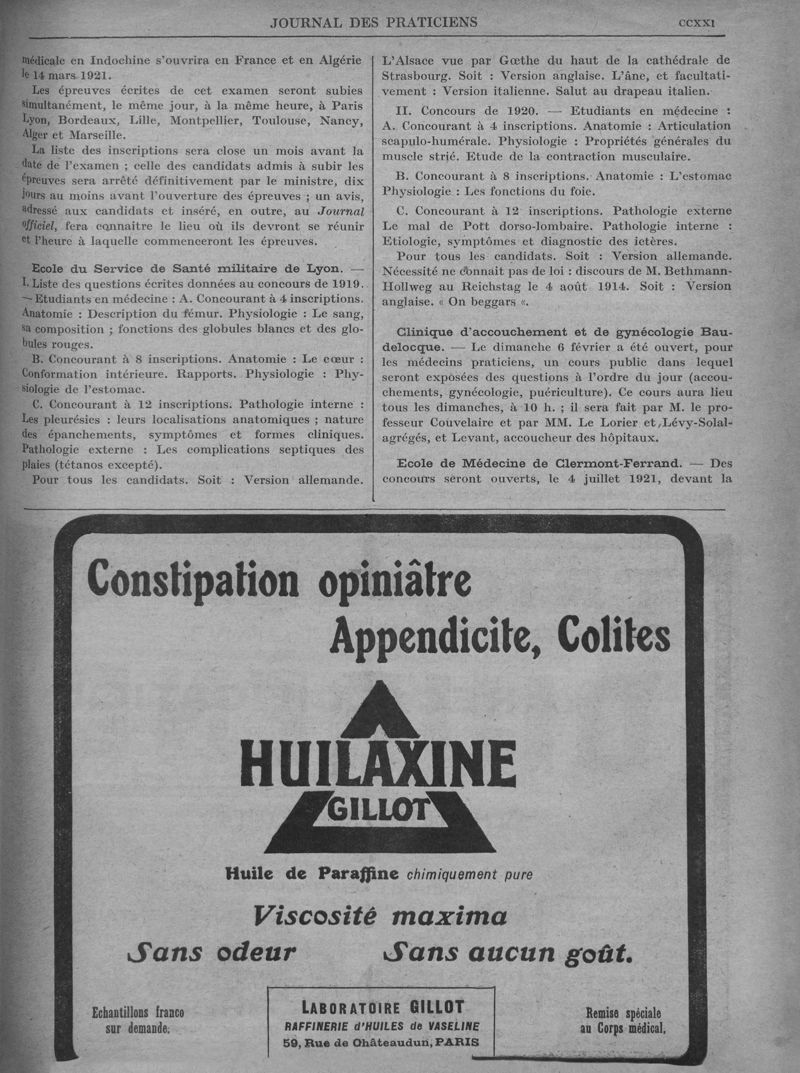 JOURNAL DES PRATICIENS
CCXXI
médicale en Indochine s'ouvrira en France et en Algérie
le 14 mars 1921.
Les épreuves écrites de cet examen seront subies
simultanément, le même jour, à la même heure, à Paris
Lyon, Bordeaux, Lille, Montpellier, Toulouse, Nancy,
Alger et Marseille.
La liste des inscriptions sera close un mois avant la
date de l'examen ; celle des candidats admis à subir les
épreuves sera arrêté définitivement par le ministre, dix
jours au moins avant l'ouverture des épreuves ; un avis,
adressé aux candidats et inséré, en outre, au Journal
officiel, fera connaitre le lieu où ils devront se réunir
et l'heure à laquelle commenceront les épreuves.
Ecole du Service de Santé militaire de Lyon. —
I. Liste des questions écrites données au concours de 1919.
— Etudiants en médecine : A. Concourant à 4 inscriptions.
Anatomie : Description du fémur. Physiologie : Le sang,
sa composition ; fonctions des globules blancs et des glo-
bules rouges.
B. Concourant à 8 inscriptions. Anatomie : Le cœur :
Conformation intérieure. Rapports. Physiologie : Phy-
siologie de l'estomac.
C. Concourant à 12 inscriptions. Pathologie interne :
Les pleurésies : leurs localisations anatomiques ; nature
des épanchements, symptômes et formes cliniques.
Pathologie externe : Les complications septiques des
plaies (tétanos excepté).
Pour tous les candidats. Soit : Version allemande.
L'Alsace vue par Gœthe du haut de la cathédrale de
Strasbourg. Soit : Version anglaise. L'âne, et facultati-
vement : Version italienne. Salut au drapeau italien.
II. Concours de 1920. — Etudiants en médecine :
A. Concourant à 4 inscriptions. Anatomie : Articulation
scapulo-humérale. Physiologie : Propriétés générales du
muscle strié. Etude de la contraction musculaire.
B. Concourant à 8 inscriptions. Anatomie : L'estomac
Physiologie : Les fonctions du foie.
C. Concourant à 12 inscriptions. Pathologie externe
Le mal de Pott dorso-lombaire. Pathologie interne :
Etiologie, symptômes et diagnostic des ictères.
Pour tous les candidats. Soit : Version allemande.
Nécessité ne connait pas de loi : discours de M. Bethmann-
Hollweg au Reichstag le 4 août 1914. Soit : Version
anglaise. « On beggars «.
Clinique d'accouchement et de gynécologie Bau-
delocque. — Le dimanche 6 février a été ouvert, pour
les médecins praticiens, un cours public dans lequel
seront exposées des questions à l'ordre du jour (accou-
chements, gynécologie, puériculture). Ce cours aura lieu
tous les dimanches, à 10 h. ; il sera fait par M. le pro-
fesseur Couvelaire et par MM. Le Lorier et Lévy-Solal-
agrégés, et Levant, accoucheur des hôpitaux.
Ecole de Médecine de Clermont-Ferrand. — Des
concours seront ouverts, le 4 juillet 1921, devant la
Constipation opiniâtre
Appendicite, Colites
HUILAXINE
GILLOT
Huile de Paraffine chimiquement pure
Viscosité maxima
Sans odeur Sans aucun goût.
Echantillons franco
sur demande.
LABORATOIRE GILLOT
RAFFINERIE d'HUILES de VASELINE
59, Rue de Châteaudun, PARIS
Remise spéciale
au Corps médical.